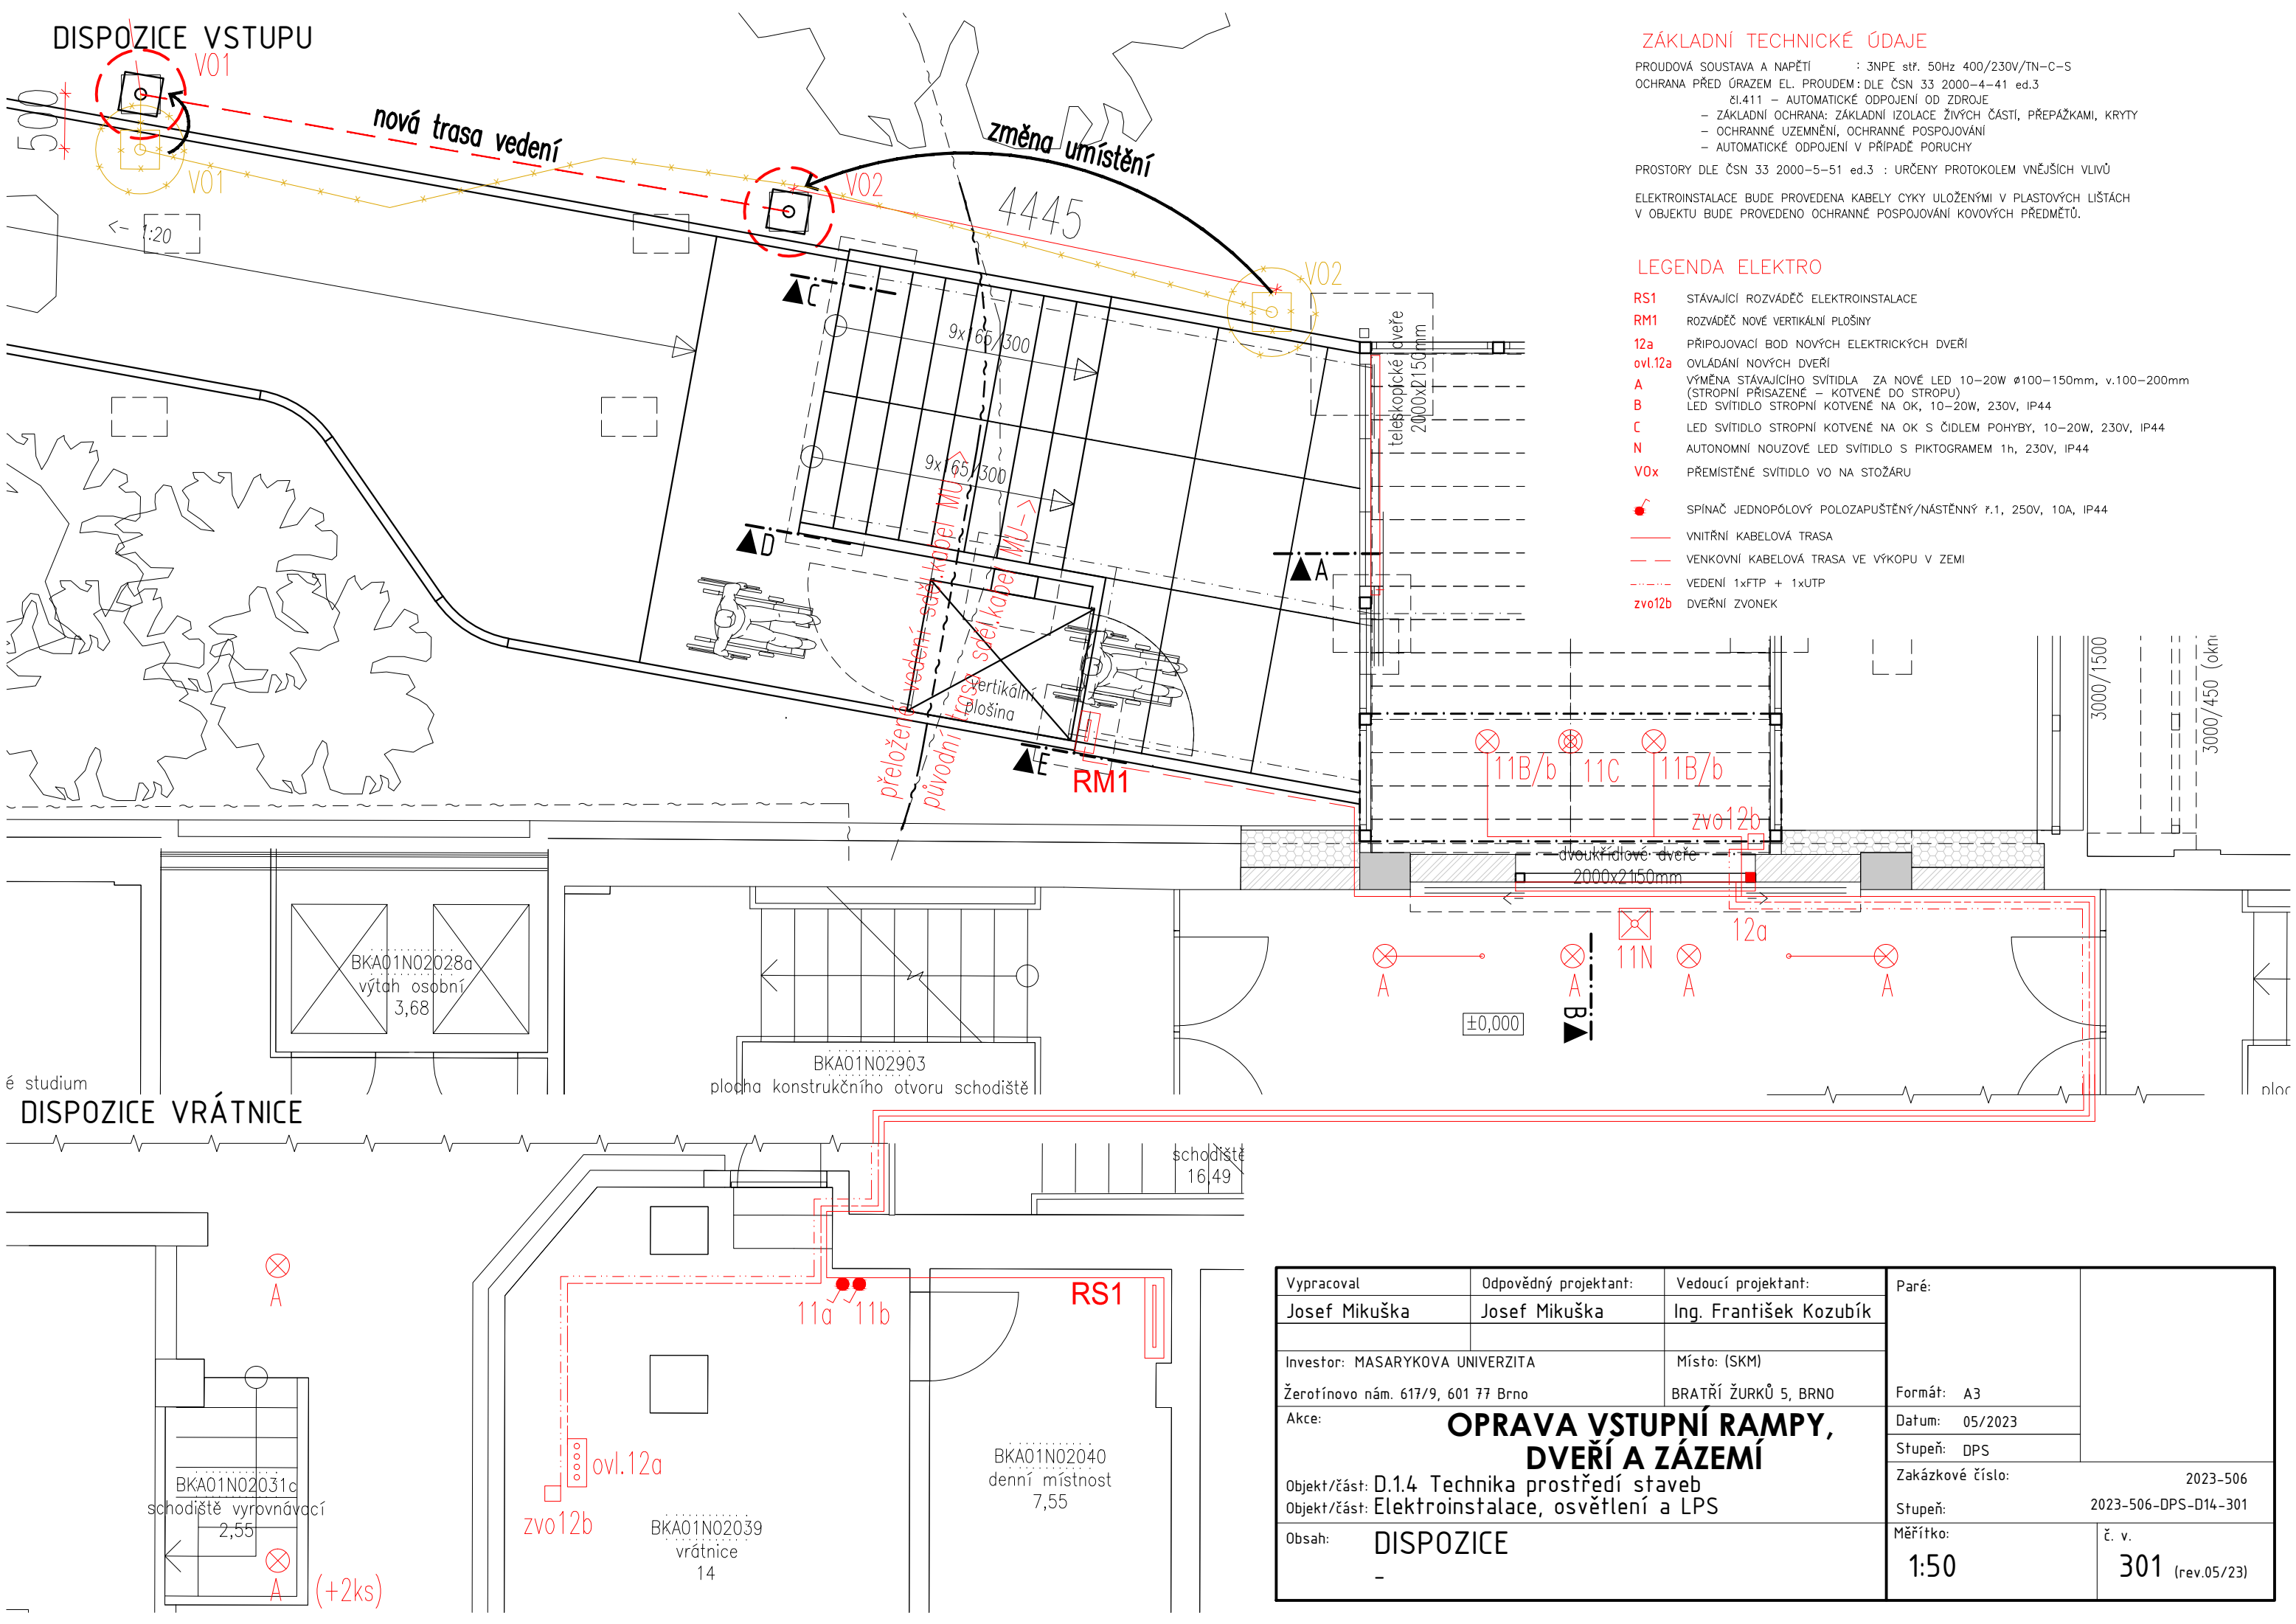 DISPOZICE VSTUPU
VO1
500
VO1
nová trasa vedení
změna umístění
VO2
4445
VO2
<- 1:20
C
9x165/300
9x165/300
teleskopické dveře
2000x2150mm
D
A
přeložené vedení sděl.kabel MU->
původní trasa sděl.kabel MU->
vertikální
plošina
E
RM1
11B/b
11C
11B/b
zvo12b
dvoukřídlové dveře
2000x2150mm
12a
11N
A
A
A
A
B
±0,000
3000/1500
3000/450 (okn
ZÁKLADNÍ TECHNICKÉ ÚDAJE
PROUDOVÁ SOUSTAVA A NAPĚTÍ : 3NPE stř. 50Hz 400/230V/TN-C-S
OCHRANA PŘED ÚRAZEM EL. PROUDEM: DLE ČSN 33 2000-4-41 ed.3
čl.411 - AUTOMATICKÉ ODPOJENÍ OD ZDROJE
- ZÁKLADNÍ OCHRANA: ZÁKLADNÍ IZOLACE ŽIVÝCH ČASTÍ, PŘEPÁŽKAMI, KRYTY
- OCHRANNÉ UZEMNĚNÍ, OCHRANNÉ POSPOJOVÁNÍ
- AUTOMATICKÉ ODPOJENÍ V PŘÍPADĚ PORUCHY
PROSTORY DLE ČSN 33 2000-5-51 ed.3 : URČENY PROTOKOLEM VNĚJŠÍCH VLIVŮ
ELEKTROINSTALACE BUDE PROVEDENA KABELY CYKY ULOŽENÝMI V PLASTOVÝCH LIŠTÁCH
V OBJEKTU BUDE PROVEDENO OCHRANNÉ POSPOJOVÁNÍ KOVOVÝCH PŘEDMĚTŮ.
LEGENDA ELEKTRO
RS1 STÁVAJÍCÍ ROZVÁDĚČ ELEKTROINSTALACE
RM1 ROZVÁDĚČ NOVÉ VERTIKÁLNÍ PLOŠINY
12a PŘIPOJOVACÍ BOD NOVÝCH ELEKTRICKÝCH DVEŘÍ
ovl.12a OVLÁDÁNÍ NOVÝCH DVEŘÍ
A VÝMĚNA STÁVAJÍCÍHO SVÍTIDLA ZA NOVÉ LED 10-20W ø100-150mm, v.100-200mm
(STROPNÍ PŘISAZENÉ - KOTVENÉ DO STROPU)
B LED SVÍTIDLO STROPNÍ KOTVENÉ NA OK, 10-20W, 230V, IP44
C LED SVÍTIDLO STROPNÍ KOTVENÉ NA OK S ČIDLEM POHYBY, 10-20W, 230V, IP44
N AUTONOMNÍ NOUZOVÉ LED SVÍTIDLO S PIKTOGRAMEM 1h, 230V, IP44
VOx PŘEMÍSTĚNÉ SVÍTIDLO VO NA STOŽÁRU
SPÍNAČ JEDNOPÓLOVÝ POLOZAPUŠTĚNÝ/NÁSTĚNNÝ ř.1, 250V, 10A, IP44
VNITŘNÍ KABELOVÁ TRASA
VENKOVNÍ KABELOVÁ TRASA VE VÝKOPU V ZEMI
VEDENÍ 1xFTP + 1xUTP
zvo12b DVEŘNÍ ZVONEK
BKA01N02028a
výtah osobní
3,68
BKA01N02903
plocha konstrukčního otvoru schodiště
é studium
ploc
DISPOZICE VRÁTNICE
schodiště
16,49
A
11a 11b
RS1
ovl.12a
zvo12b
BKA01N02031c
schodiště vyrovnávací
2,55
A (+2ks)
BKA01N02039
vrátnice
14
BKA01N02040
denní místnost
7,55
Vypracoval Odpovědný projektant: Vedoucí projektant: Paré:
Josef Mikuška Josef Mikuška Ing. František Kozubík
Investor: MASARYKOVA UNIVERZITA Místo: (SKM)
Žerotínovo nám. 617/9, 601 77 Brno BRATŘÍ ŽURKŮ 5, BRNO
Formát: A3
Akce: OPRAVA VSTUPNÍ RAMPY,
DVEŘÍ A ZÁZEMÍ
Datum: 05/2023
Stupeň: DPS
Objekt/část: D.1.4 Technika prostředí staveb
Objekt/část: Elektroinstalace, osvětlení a LPS
Zakázkové číslo: 2023-506
Stupeň: 2023-506-DPS-D14-301
Obsah: DISPOZICE
-
Měřítko: 1:50
č. v. 301 (rev.05/23)